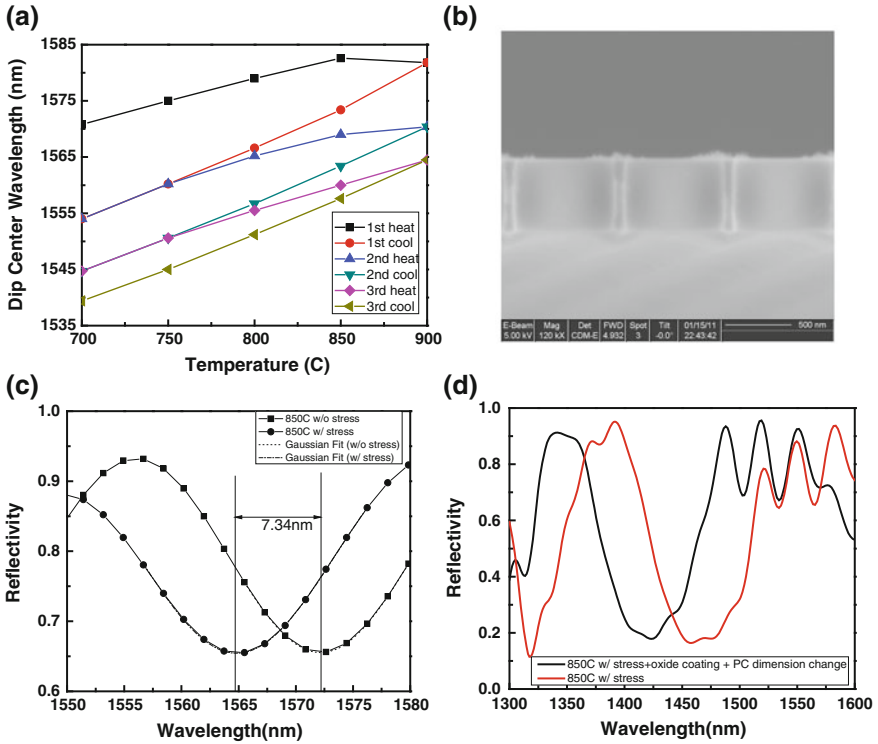 (a)
Dip Center Wavelength (nm)
1585
1575
1565
1555
1545
1535
1st heat
1st cool
2nd heat
2nd cool
3rd heat
3rd cool
700 750 800 850 900
Temperature (C)
(b)
E-Beam Mag Det FWD Spot Tilt 01/15/11 500 nm
5.00 kV 120 kX CDM-E 4.932 3 -0.0° 22:43:42
(c)
Reflectivity
1.0
0.9
0.8
0.7
0.6
850C w/o stress
850C w/ stress
Gaussian Fit (w/o stress)
Gaussian Fit (w/ stress)
7.34nm
1550 1555 1560 1565 1570 1575 1580
Wavelength(nm)
(d)
Reflectivity
1.0
0.8
0.6
0.4
0.2
0.0
850C w/ stress+oxide coating + PC dimension change
850C w/ stress
1300 1350 1400 1450 1500 1550 1600
Wavelength(nm)